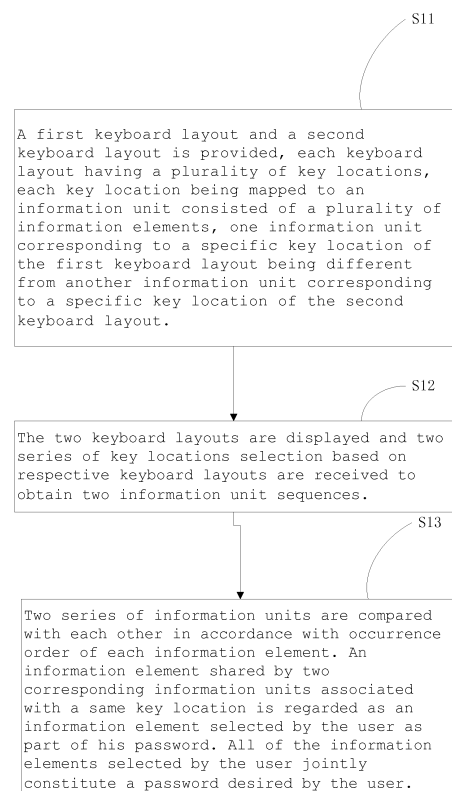 S11
A first keyboard layout and a second
keyboard layout is provided, each keyboard
layout having a plurality of key locations,
each key location being mapped to an
information unit consisted of a plurality of
information elements, one information unit
corresponding to a specific key location of
the first keyboard layout being different
from another information unit corresponding
to a specific key location of the second
keyboard layout.
S12
The two keyboard layouts are displayed and two
series of key locations selection based on
respective keyboard layouts are received to
obtain two information unit sequences.
S13
Two series of information units are compared
with each other in accordance with occurrence
order of each information element. An
information element shared by two
corresponding information units associated
with a same key location is regarded as an
information element selected by the user as
part of his password. All of the information
elements selected by the user jointly
constitute a password desired by the user.